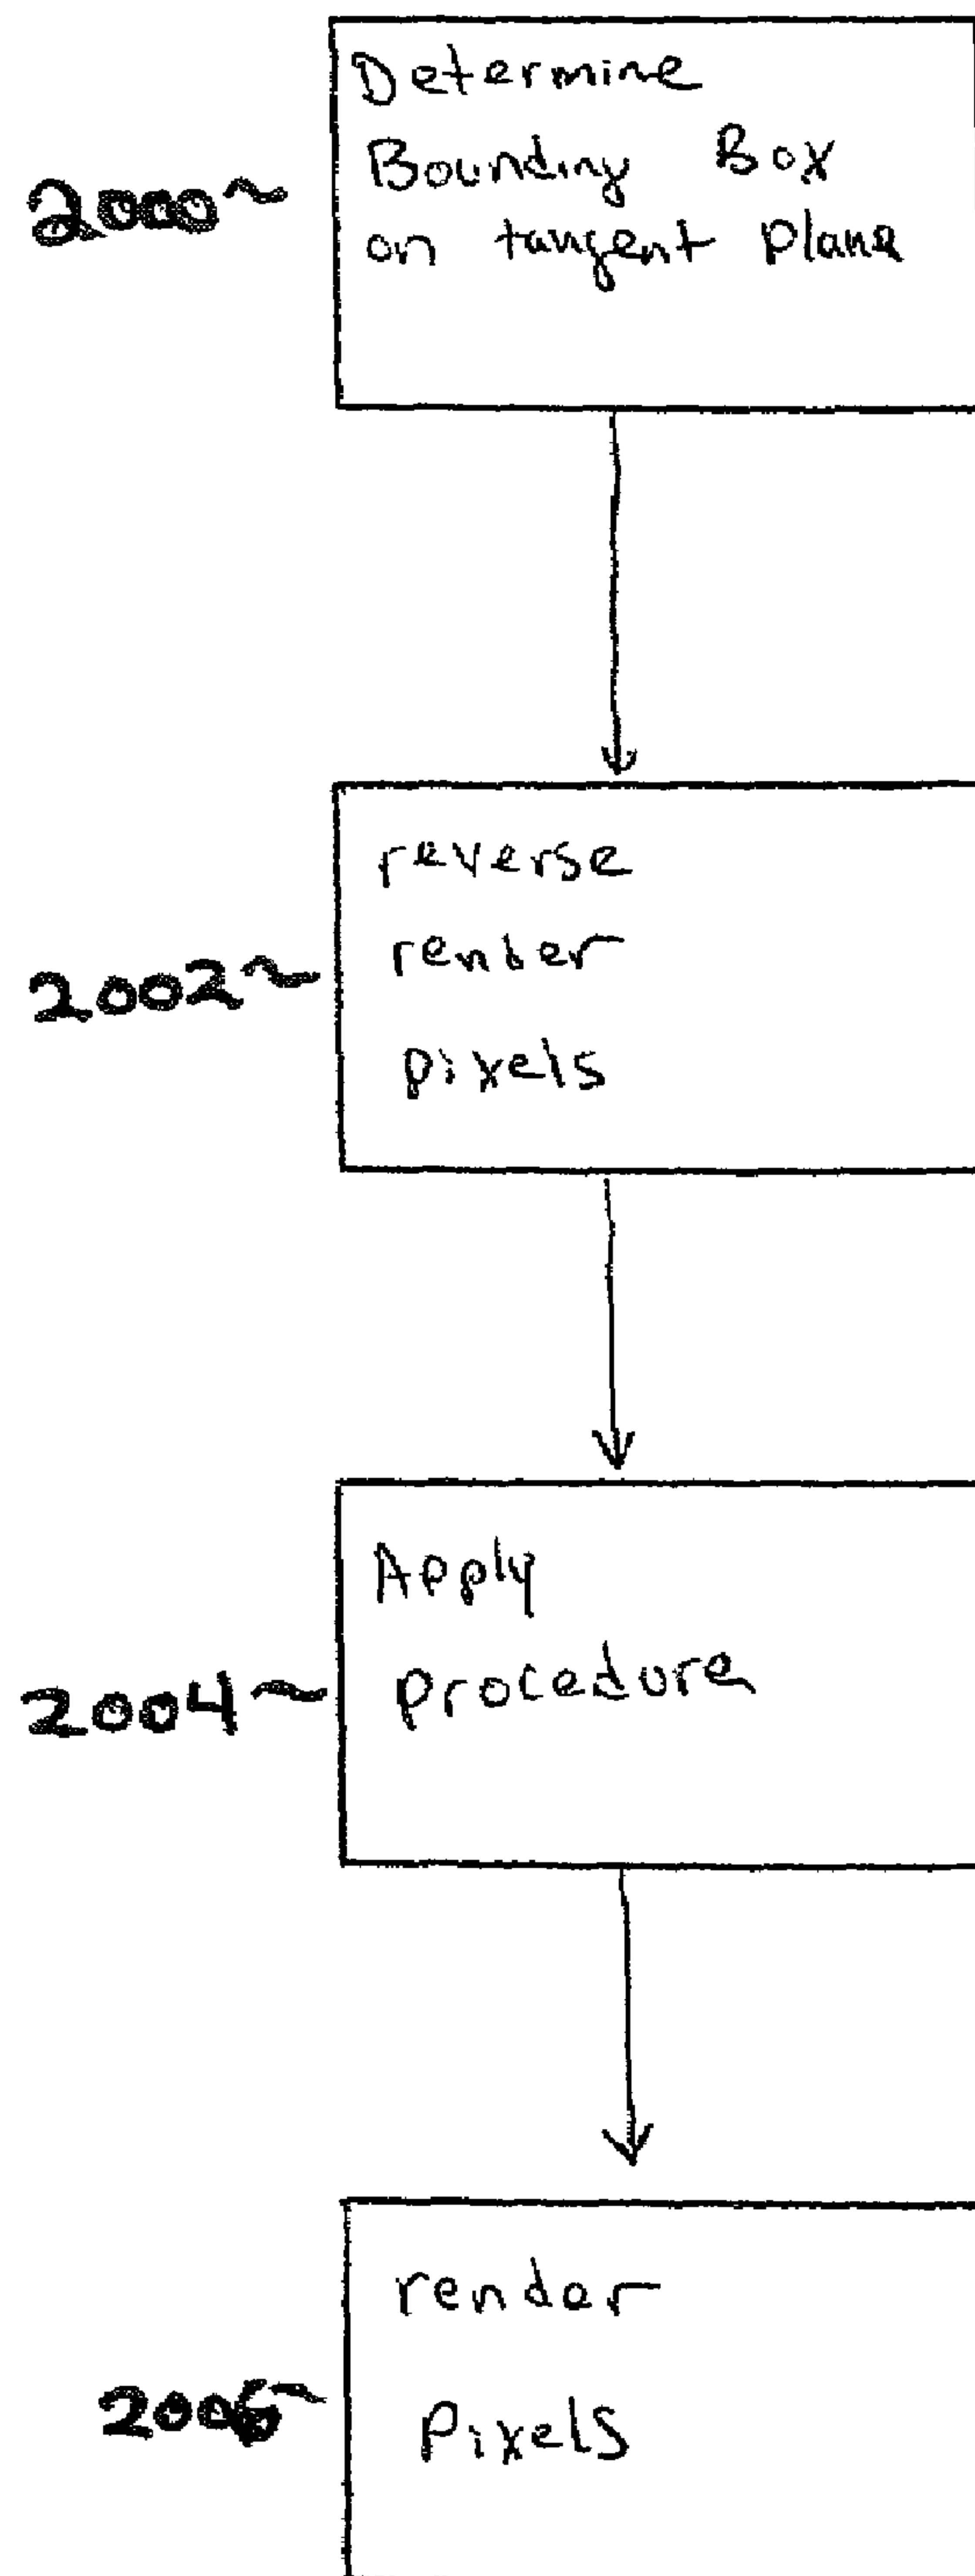 Determine
Bounding Box
2000~
on tangent plane
reverse
render
2002~
pixels
Apply
2004~
procedure
render
2006~
Pixels